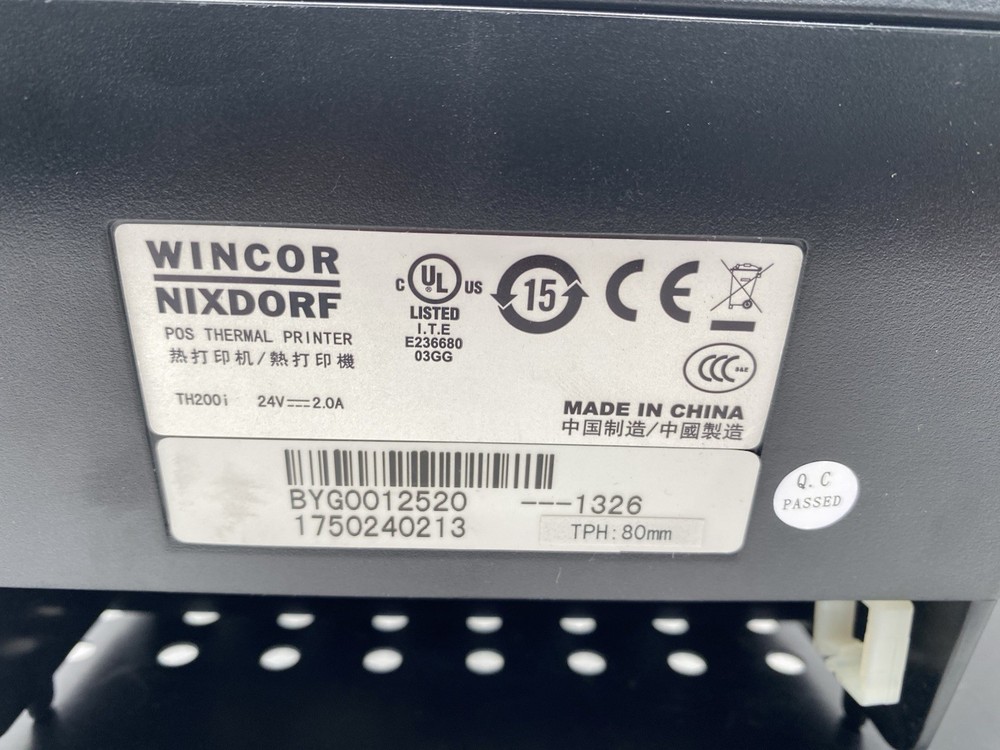 WINCOR
NIXDORF
POS THERMAL PRINTER
热打印机/熱打印機
TH200i 24V⎓2.0A
C UL ® US
LISTED
I.T.E
E236680
03GG
15
CE
CCC S&E
MADE IN CHINA
中国制造/中國製造
BYG0012520 ---1326
1750240213
TPH:80mm
Q.C
PASSED